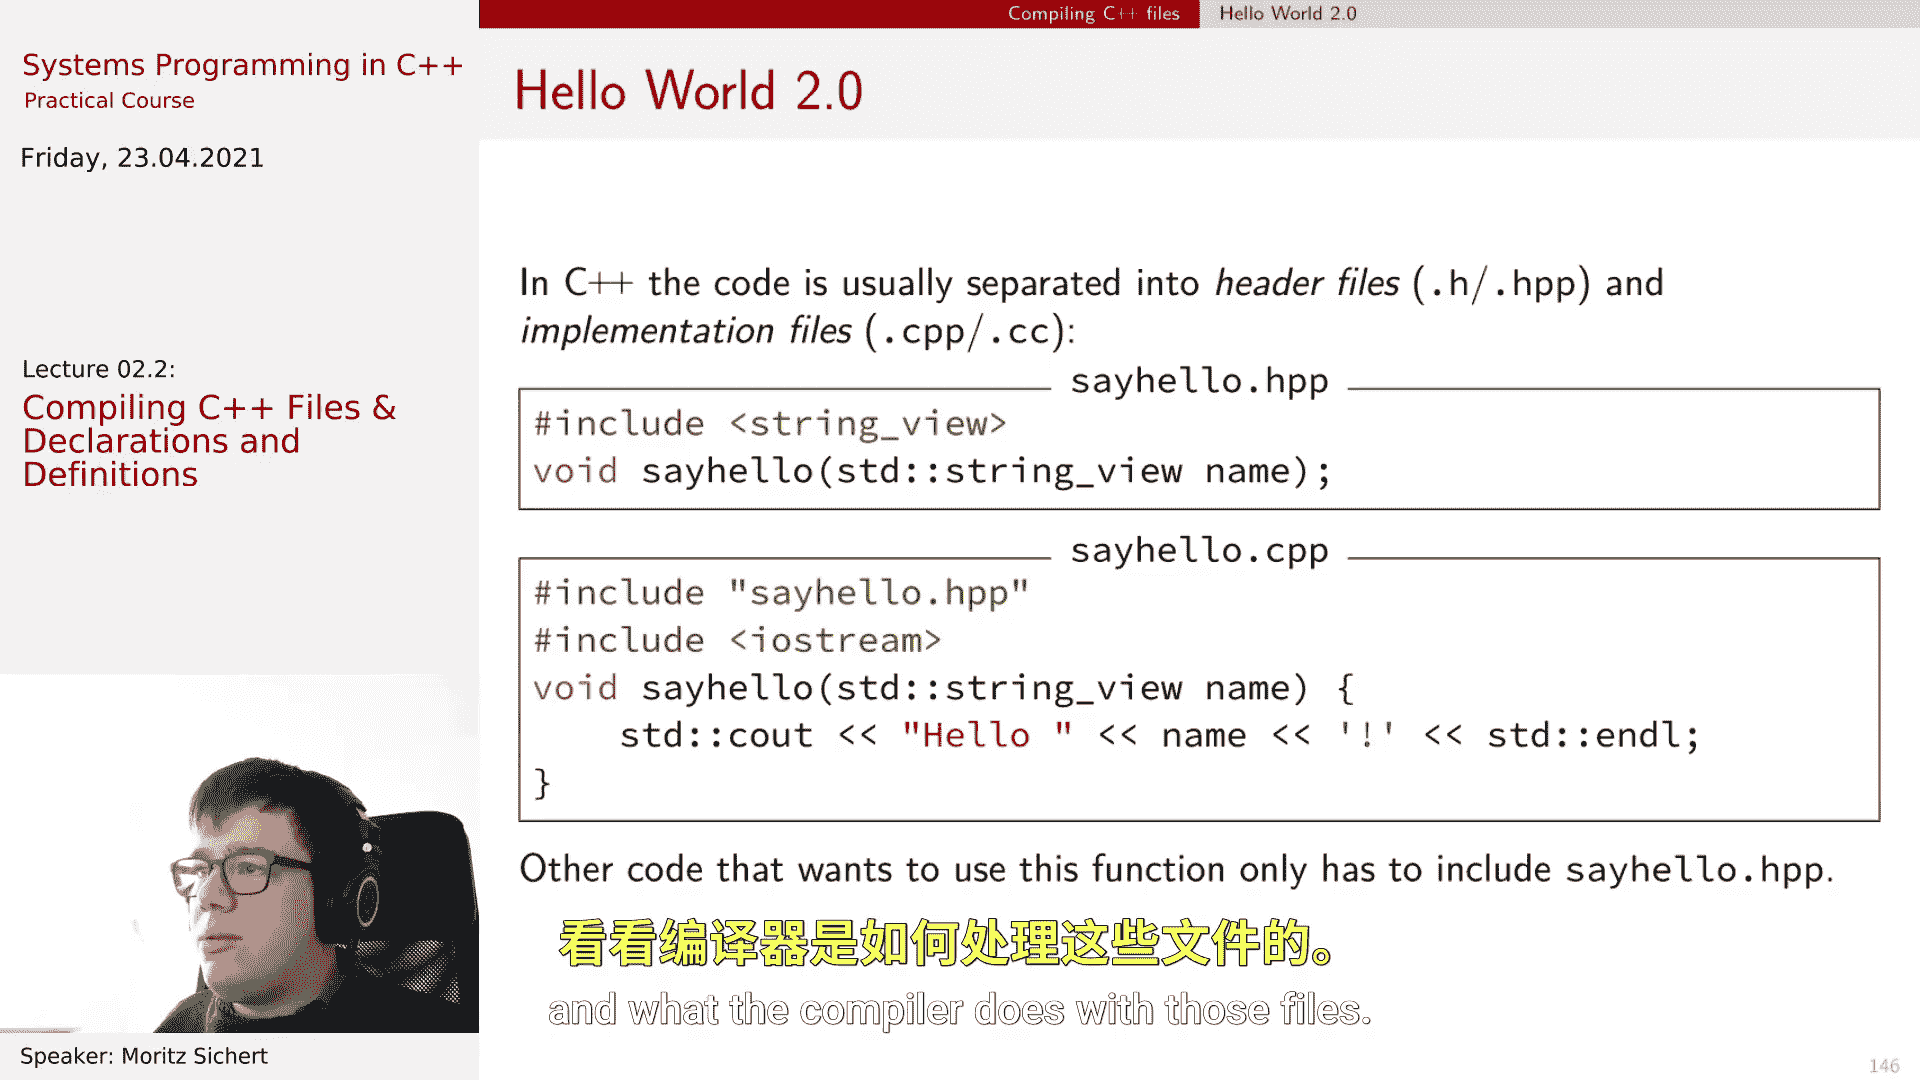 Compiling C++ files
Hello World 2.0
Systems Programming in C++
Practical Course
Friday, 23.04.2021
Lecture 02.2:
Compiling C++ Files &
Declarations and
Definitions
Speaker: Moritz Sichert
Hello World 2.0
In C++ the code is usually separated into header files (.h/.hpp) and
implementation files (.cpp/.cc):
sayhello.hpp
#include <string_view>
void sayhello(std::string_view name);
sayhello.cpp
#include "sayhello.hpp"
#include <iostream>
void sayhello(std::string_view name) {
    std::cout << "Hello " << name << '!' << std::endl;
}
Other code that wants to use this function only has to include sayhello.hpp.
看看编译器是如何处理这些文件的。
and what the compiler does with those files.
146